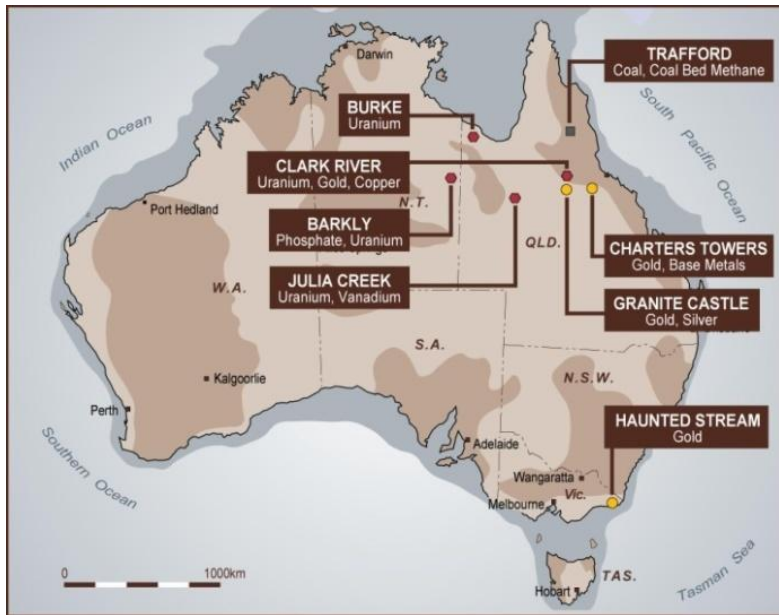 Darwin
TRAFFORD
Coal, Coal Bed Methane
BURKE
Uranium
Indian Ocean
South Pacific Ocean
CLARK RIVER
Uranium, Gold, Copper
N.T.
Port Hedland
BARKLY
Phosphate, Uranium
QLD.
CHARTERS TOWERS
Gold, Base Metals
JULIA CREEK
Uranium, Vanadium
W.A.
GRANITE CASTLE
Gold, Silver
S.A.
N.S.W.
Kalgoorlie
Perth
HAUNTED STREAM
Gold
Adelaide
Southern Ocean
Wangaratta
Vic.
Melbourne
0
1000km
TAS.
Hobart
Tasman Sea